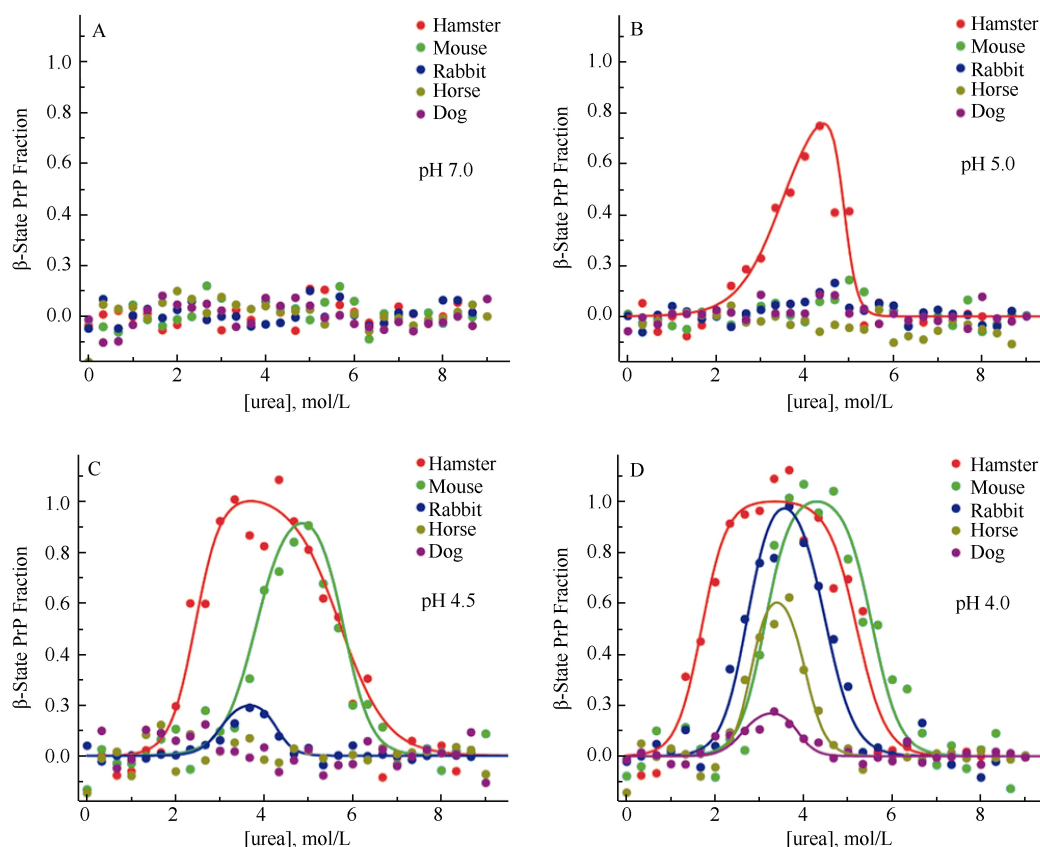 A
Hamster
Mouse
Rabbit
Horse
Dog
pH 7.0
β-State PrP Fraction
1.0
0.8
0.6
0.4
0.3
0.0
0 2 4 6 8
[urea], mol/L
B
Hamster
Mouse
Rabbit
Horse
Dog
pH 5.0
β-State PrP Fraction
1.0
0.8
0.6
0.4
0.3
0.0
0 2 4 6 8
[urea], mol/L
C
Hamster
Mouse
Rabbit
Horse
Dog
pH 4.5
β-State PrP Fraction
1.0
0.8
0.6
0.4
0.3
0.0
0 2 4 6 8
[urea], mol/L
D
Hamster
Mouse
Rabbit
Horse
Dog
pH 4.0
β-State PrP Fraction
1.0
0.8
0.6
0.4
0.3
0.0
0 2 4 6 8
[urea], mol/L